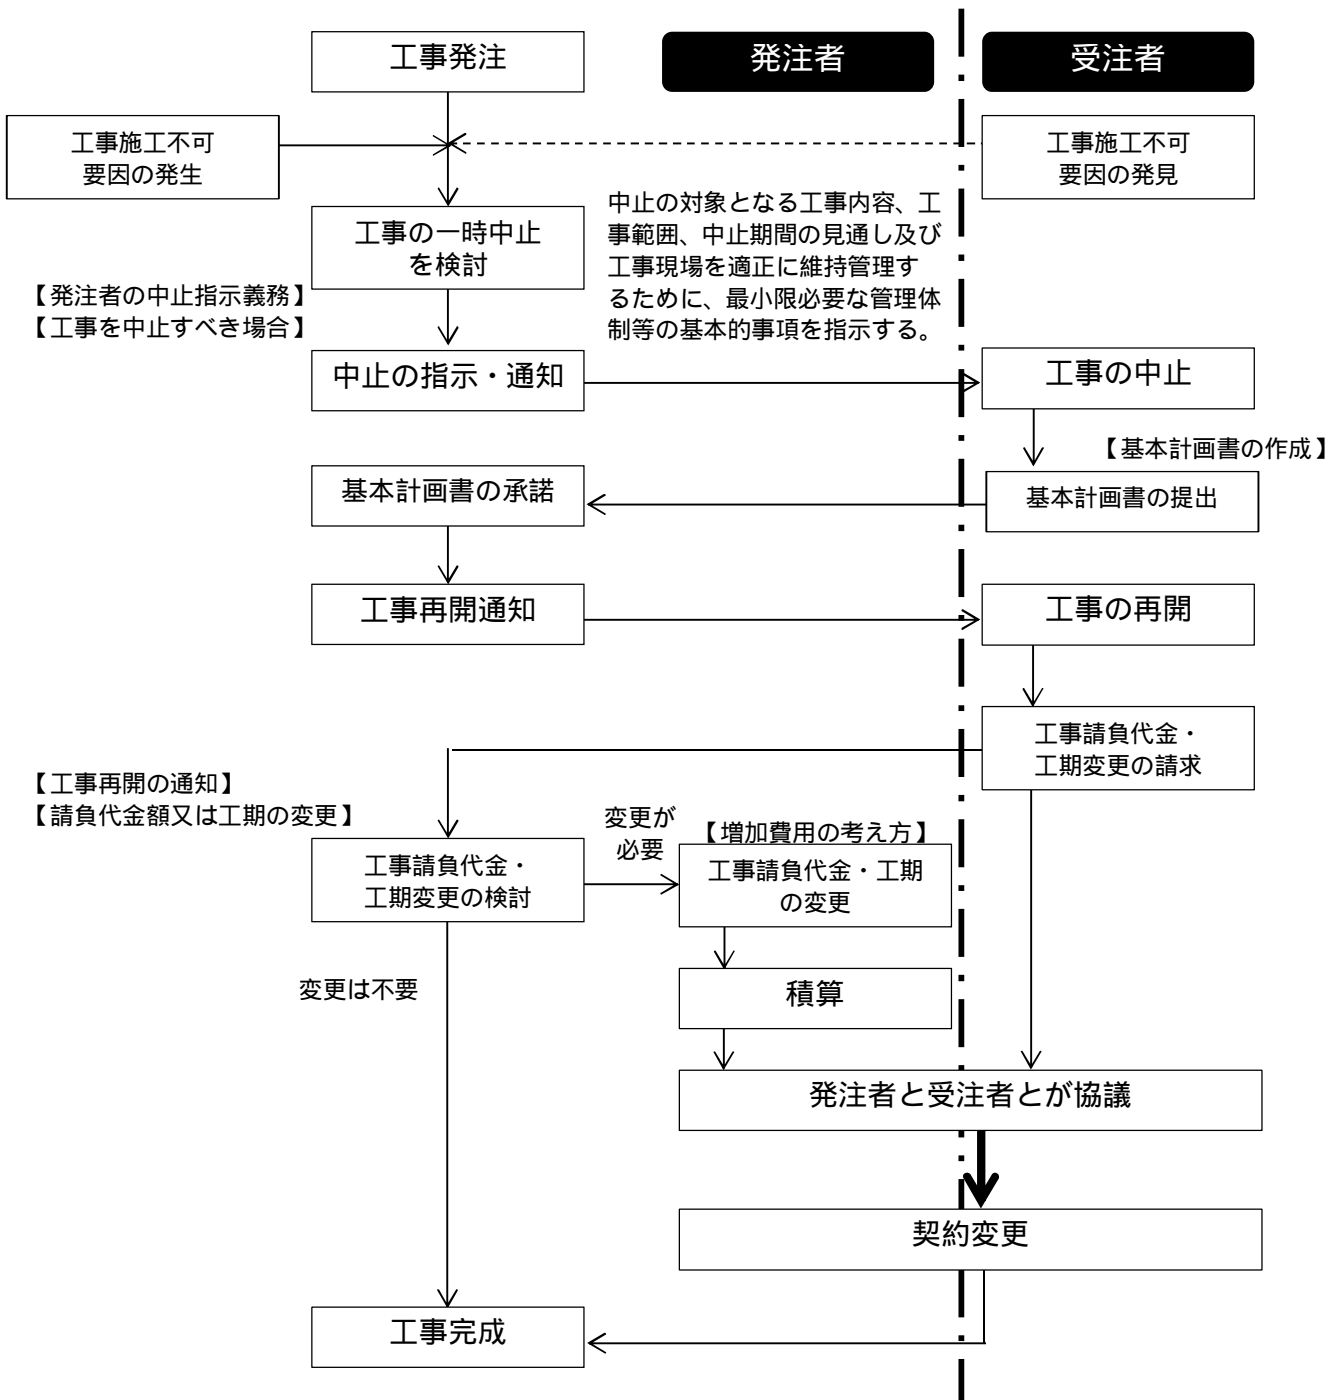 工事発注
発注者
受注者
工事施工不可
要因の発生
工事施工不可
要因の発見
工事の一時中止
を検討
中止の対象となる工事内容、工
事範囲、中止期間の見通し及び
工事現場を適正に維持管理す
るために、最小限必要な管理体
制等の基本的事項を指示する。
【発注者の中止指示義務】
【工事を中止すべき場合】
中止の指示・通知
工事の中止
【基本計画書の作成】
基本計画書の承諾
基本計画書の提出
工事再開通知
工事の再開
工事請負代金・
工期変更の請求
【工事再開の通知】
【請負代金額又は工期の変更】
変更が
必要
【増加費用の考え方】
工事請負代金・
工期変更の検討
工事請負代金・工期
の変更
変更は不要
積算
発注者と受注者とが協議
契約変更
工事完成